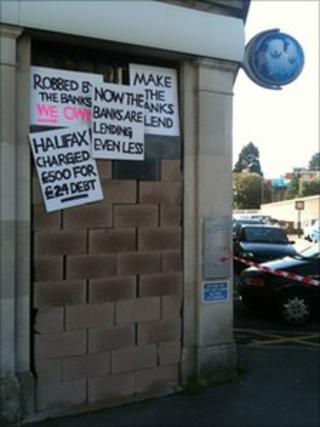 ROBBED BY
THE BANKS
WE OWN
MAKE
THE
BANKS
LEND
NOW THE
BANKS ARE
LENDING
EVEN LESS
HALIFAX
CHARGED
£500 FOR
£24 DEBT